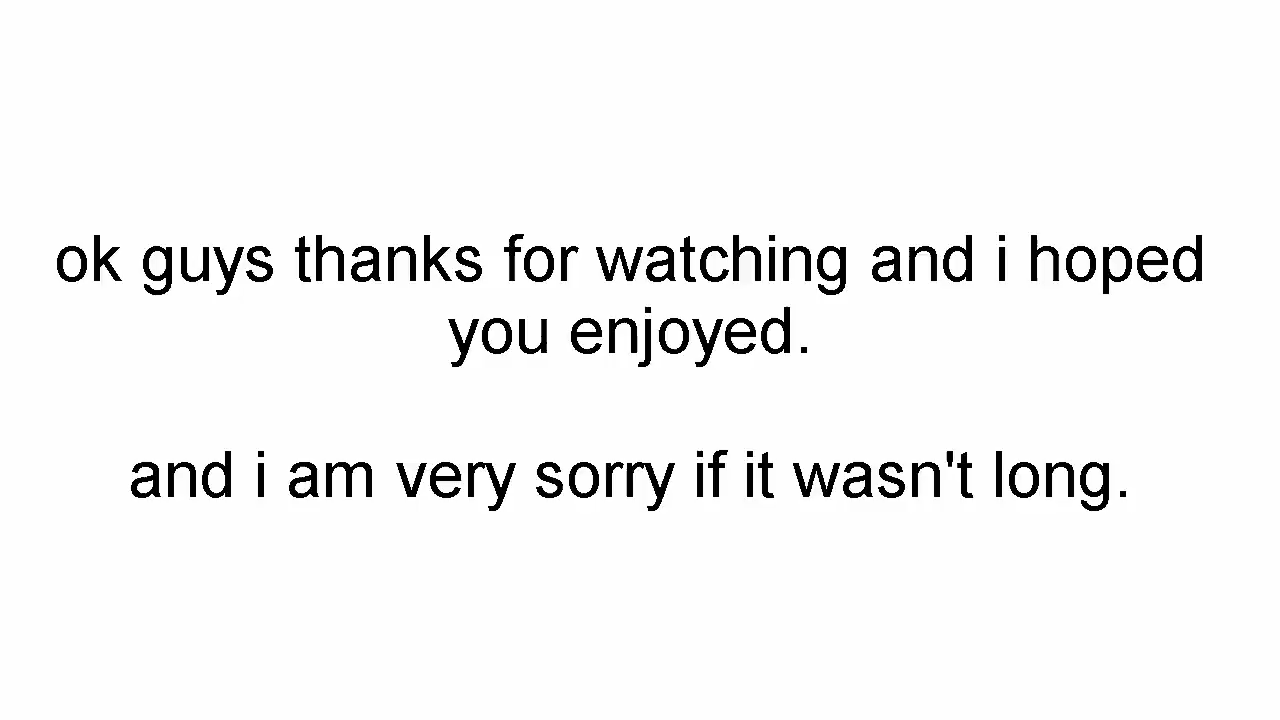 ok guys thanks for watching and i hoped
you enjoyed.
and i am very sorry if it wasn't long.